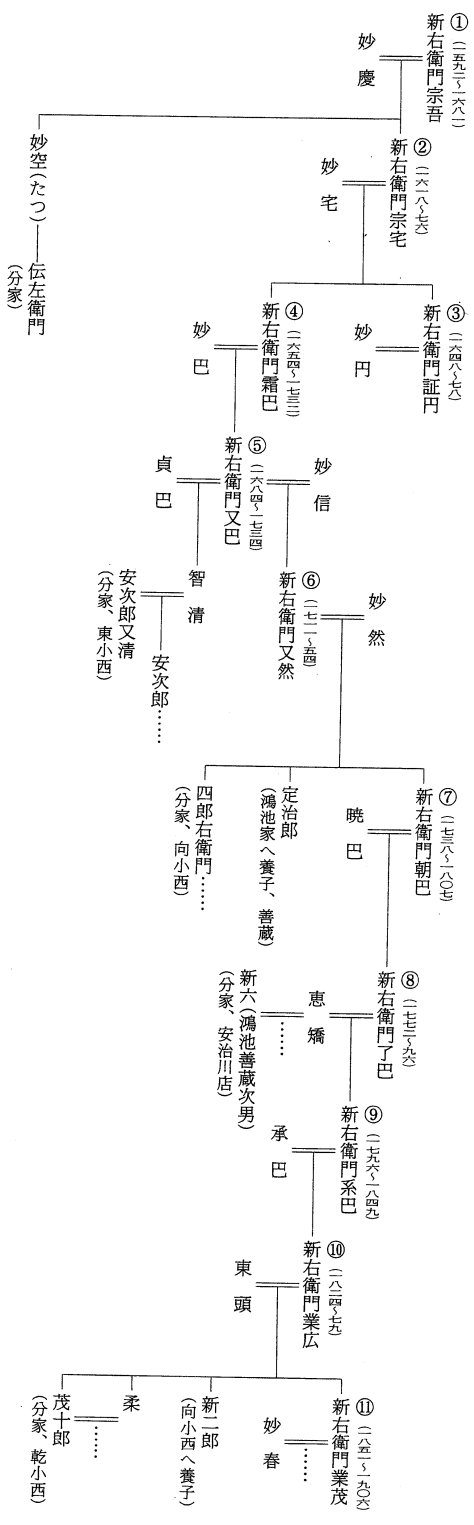 ①
新右衛門宗吾
(一五九二〜一六八一)
妙慶
②
新右衛門宗宅
(一六一八〜七六)
妙宅
妙空(たつ)
伝左衛門
(分家)
③
新右衛門証円
(一六四八〜七八)
妙円
④
新右衛門霜巴
(一六五四〜一七三二)
妙巴
⑤
新右衛門又巴
(一六八四〜一七三四)
妙信
貞巴
⑥
新右衛門又然
(一七一一〜五四)
妙然
智清
安次郎又清
(分家、東小西)
安次郎……
⑦
新右衛門朝巴
(一七三八〜一八〇七)
暁巴
定治郎
(鴻池家へ養子、善蔵)
四郎右衛門……
(分家、向小西)
⑧
新右衛門了巴
(一七七二〜九六)
恵矯
……
新六(鴻池善蔵次男)
(分家、安治川店)
⑨
新右衛門系巴
(一七九六〜一八四九)
承巴
⑩
新右衛門業広
(一八二四〜七九)
東頭
⑪
新右衛門業茂
(一八五一〜一九〇六)
妙春
……
新二郎
(向小西へ養子)
柔
……
茂十郎
(分家、乾小西)